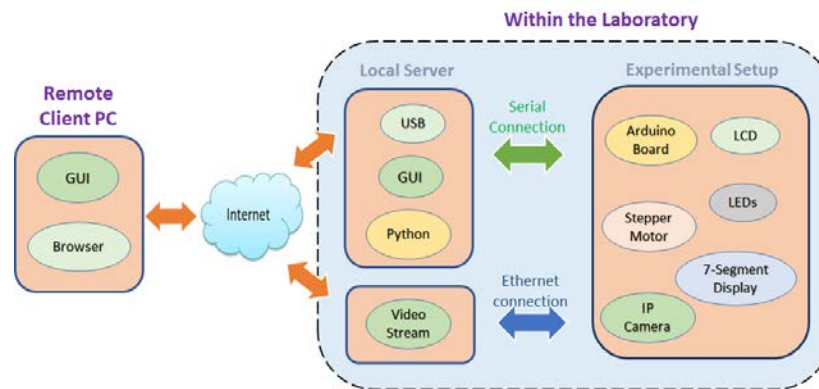 Within the Laboratory
Remote
Client PC
GUI
Browser
Internet
Local Server
USB
GUI
Python
Video
Stream
Serial
Connection
Ethernet
connection
Experimental Setup
Arduino
Board
LCD
LEDs
Stepper
Motor
7-Segment
Display
IP
Camera